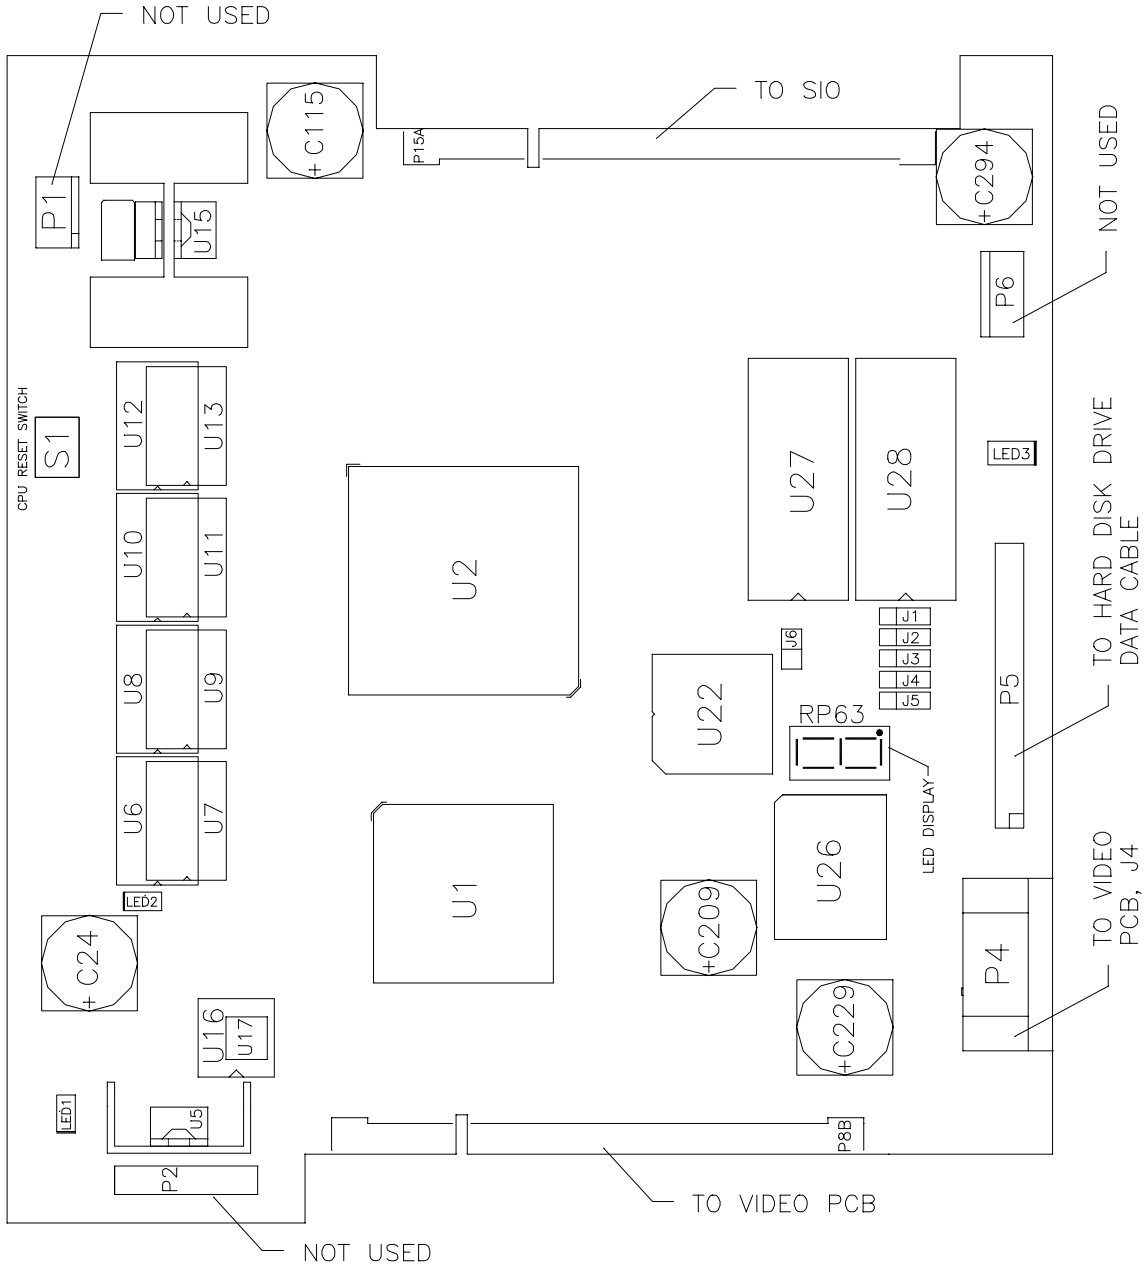 NOT USED
TO SIO
+C115
P15A
+C294
NOT USED
P1
U15
P6
CPU RESET SWITCH
S1
U12
U13
U10
U11
U8
U9
U6
U7
U2
U27
U28
LED3
J1
J2
J3
J4
J5
J6
U22
RP63
LED DISPLAY
P5
TO HARD DISK DRIVE
DATA CABLE
U1
U26
+C209
LED2
+C24
TO VIDEO
PCB, J4
P4
U16
U17
+C229
LED1
U5
P8B
P2
TO VIDEO PCB
NOT USED